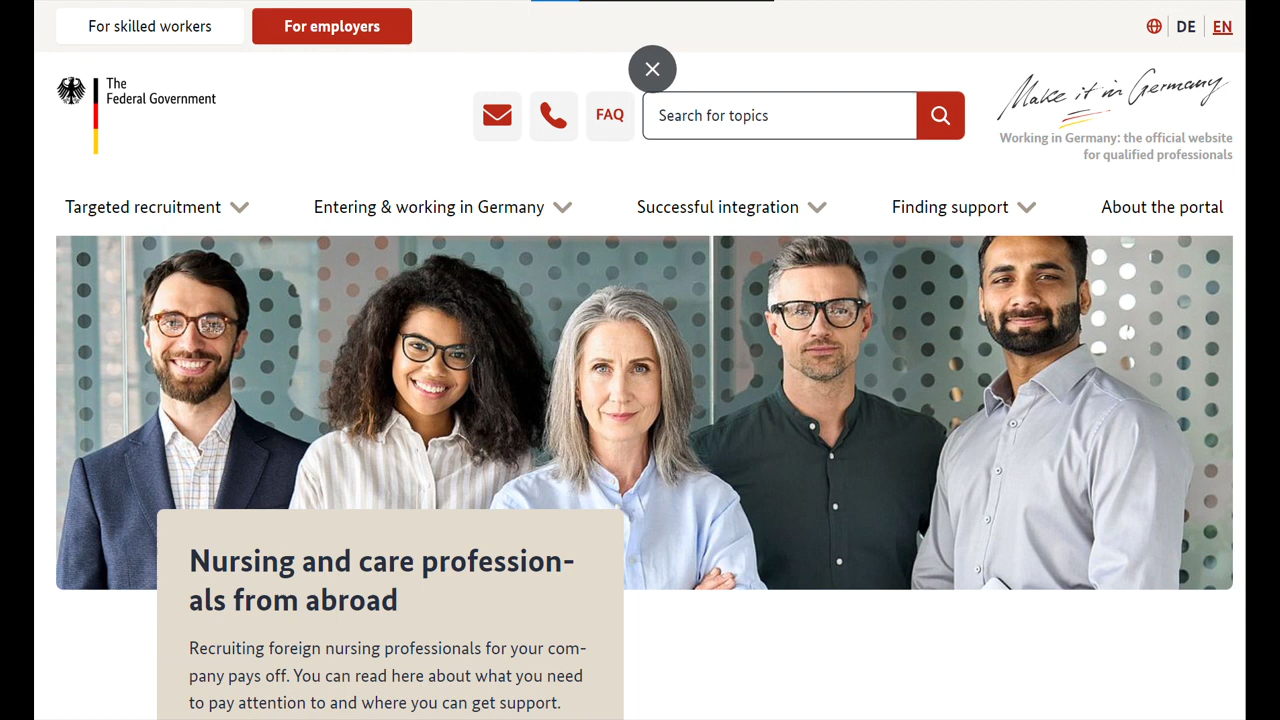 For skilled workers
For employers
DE
EN
The
Federal Government
FAQ
Search for topics
Make it in Germany
Working in Germany: the official website
for qualified professionals
Targeted recruitment
Entering & working in Germany
Successful integration
Finding support
About the portal
Nursing and care profession-
als from abroad
Recruiting foreign nursing professionals for your com-
pany pays off. You can read here about what you need
to pay attention to and where you can get support.